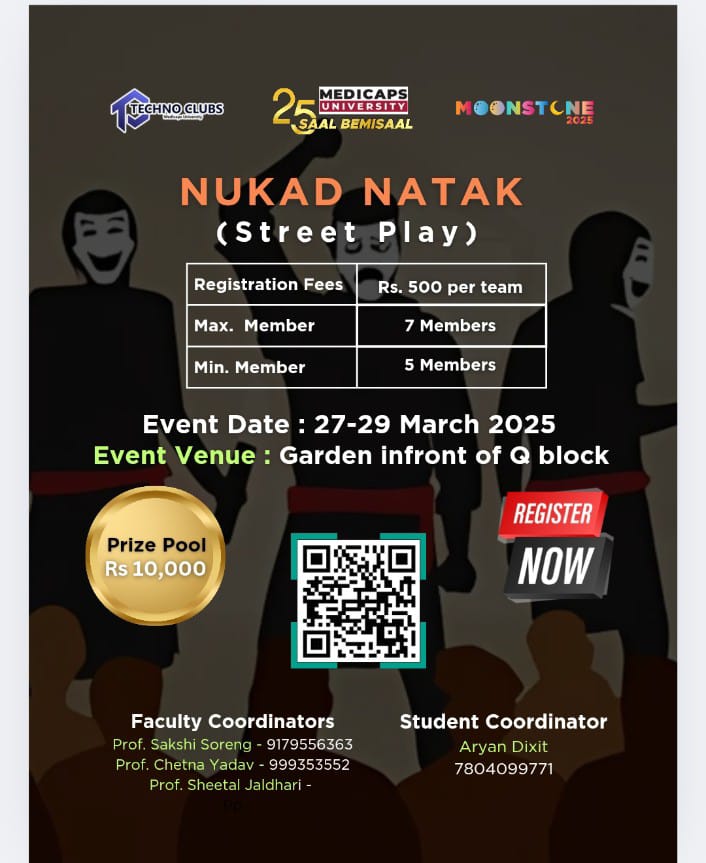 TECHNO CLUBS
Medicaps University
25 MEDICAPS
UNIVERSITY
SAAL BEMISAAL
MOONSTONE
2025
NUKAD NATAK
(Street Play)
Registration Fees Rs. 500 per team
Max. Member 7 Members
Min. Member 5 Members
Event Date : 27-29 March 2025
Event Venue : Garden infront of Q block
Prize Pool
Rs 10,000
REGISTER
NOW
Faculty Coordinators
Prof. Sakshi Soreng - 9179556363
Prof. Chetna Yadav - 999353552
Prof. Sheetal Jaldhari -
Student Coordinator
Aryan Dixit
7804099771